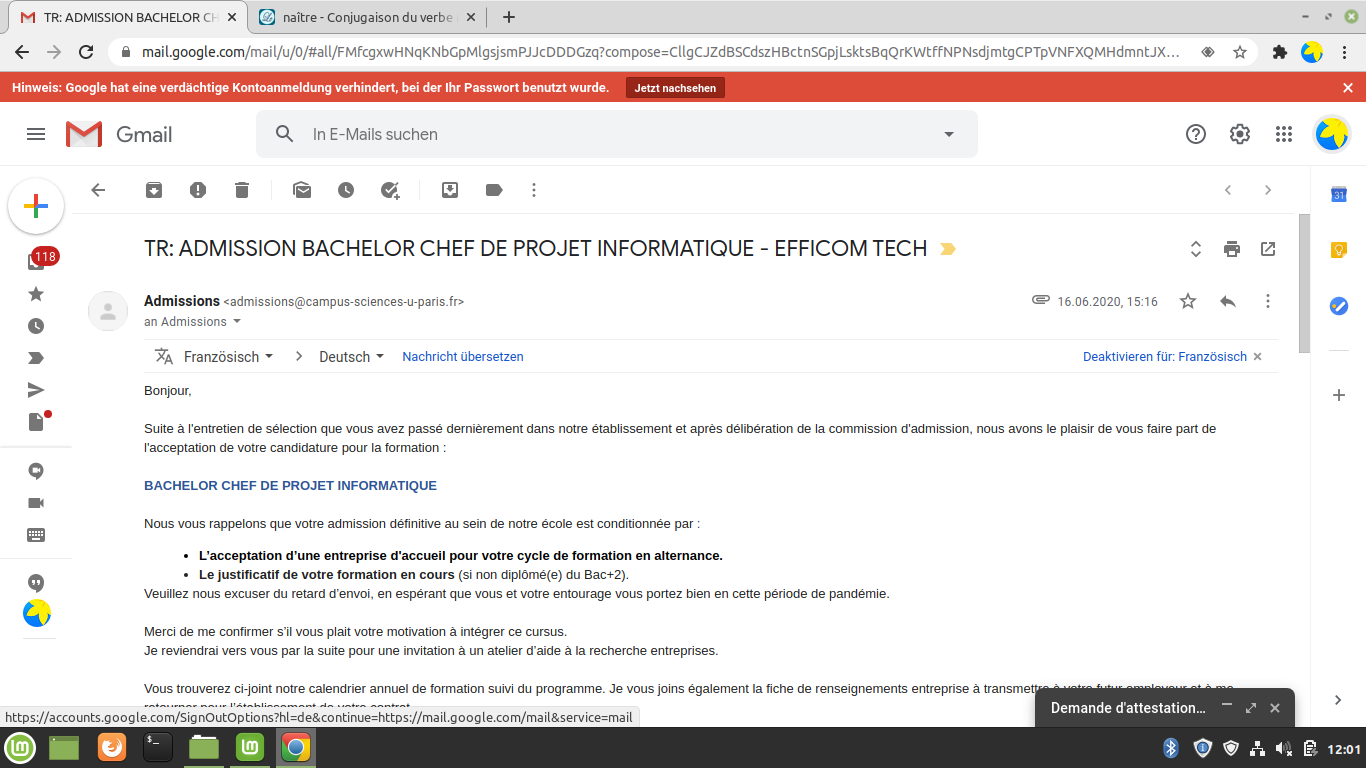 TR: ADMISSION BACHELOR CH
naître - Conjugaison du verbe
mail.google.com/mail/u/0/#all/FMfcgxwHNqKNbGpMlgsjsmPJJcDDDGzq?compose=CllgCJZdBSCdszHBctnSGpjLsktsBqQrKWtffNPNsdjmtgCPTpVNFXQMHdmntJX...
Hinweis: Google hat eine verdächtige Kontoanmeldung verhindert, bei der Ihr Passwort benutzt wurde. Jetzt nachsehen
Gmail
In E-Mails suchen
31
118
TR: ADMISSION BACHELOR CHEF DE PROJET INFORMATIQUE - EFFICOM TECH
Admissions <admissions@campus-sciences-u-paris.fr>
16.06.2020, 15:16
an Admissions
Französisch > Deutsch Nachricht übersetzen Deaktivieren für: Französisch
Bonjour,
Suite à l'entretien de sélection que vous avez passé dernièrement dans notre établissement et après délibération de la commission d'admission, nous avons le plaisir de vous faire part de
l'acceptation de votre candidature pour la formation :
BACHELOR CHEF DE PROJET INFORMATIQUE
Nous vous rappelons que votre admission définitive au sein de notre école est conditionnée par :
• L’acceptation d’une entreprise d'accueil pour votre cycle de formation en alternance.
• Le justificatif de votre formation en cours (si non diplômé(e) du Bac+2).
Veuillez nous excuser du retard d’envoi, en espérant que vous et votre entourage vous portez bien en cette période de pandémie.
Merci de me confirmer s’il vous plait votre motivation à intégrer ce cursus.
Je reviendrai vers vous par la suite pour une invitation à un atelier d’aide à la recherche entreprises.
Vous trouverez ci-joint notre calendrier annuel de formation suivi du programme. Je vous joins également la fiche de renseignements entreprise à transmettre à votre futur employeur et à me
retourner pour l’établissement de votre contrat.
Demande d'attestation...
https://accounts.google.com/SignOutOptions?hl=de&continue=https://mail.google.com/mail&service=mail
12:01